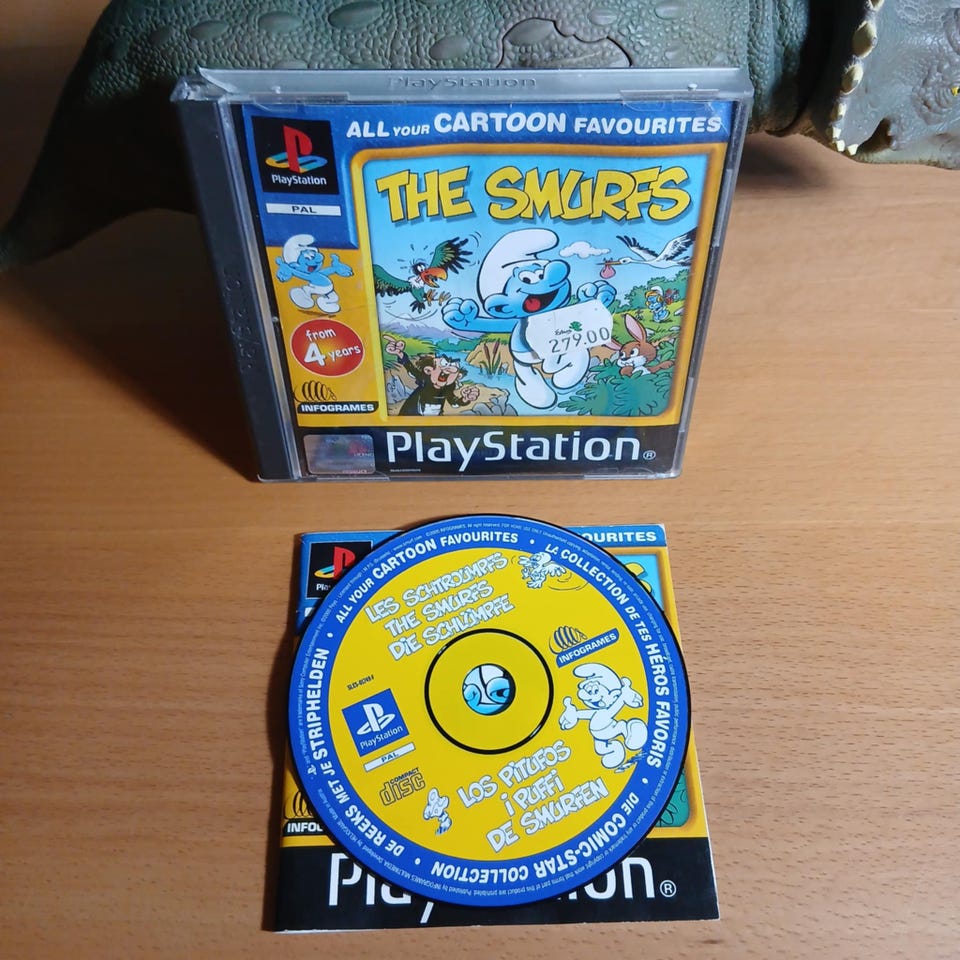 PlayStation
ALL YOUR CARTOON FAVOURITES
PlayStation
PAL
THE SMURFS
from
4 years
279.00
INFOGRAMES
PlayStation®
OURITES
ALL YOUR CARTOON FAVOURITES • LA COLLECTION DE TES HÉROS FAVORIS • DIE COMIC-STAR COLLECTION • DE REEKS MET JE STRIPHELDEN •
LES SCHTROUMPFS
THE SMURFS
DIE SCHLÜMPFE
INFOGRAMES
PlayStation
PAL
COMPACT
disc
LOS PITUFOS
I PUFFI
DE SMURFEN
INFOG
®